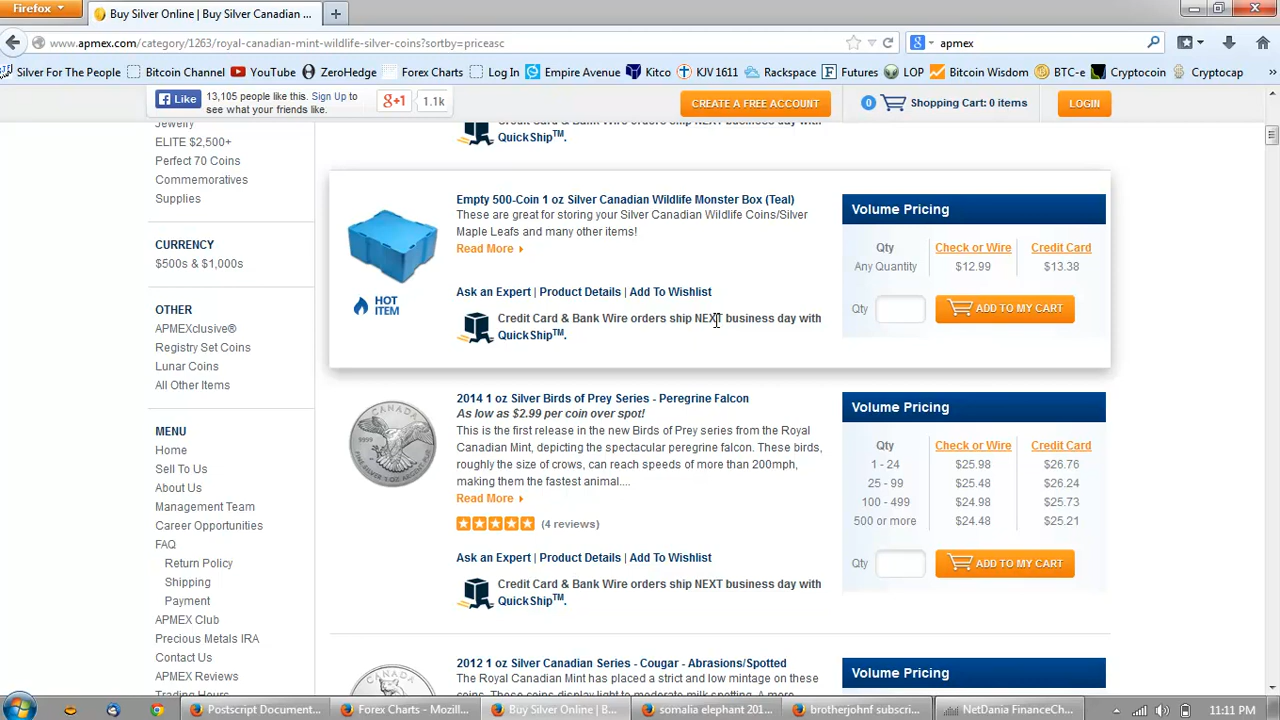 Firefox
Buy Silver Online | Buy Silver Canadian ...
www.apmex.com/category/1263/royal-canadian-mint-wildlife-silver-coins?sortby=priceasc
apmex
Silver For The People
Bitcoin Channel
YouTube
ZeroHedge
Forex Charts
Log In
Empire Avenue
Kitco
KJV 1611
Rackspace
Futures
LOP
Bitcoin Wisdom
BTC-e
Cryptocoin
Cryptocap
»
Like
13,105 people like this. Sign Up to
see what your friends like.
g+1
1.1k
CREATE A FREE ACCOUNT
0
Shopping Cart: 0 items
LOGIN
Jewelry
ELITE $2,500+
Perfect 70 Coins
Commemoratives
Supplies
CURRENCY
$500s & $1,000s
OTHER
APMEXclusive®
Registry Set Coins
Lunar Coins
All Other Items
MENU
Home
Sell To Us
About Us
Management Team
Career Opportunities
FAQ
Return Policy
Shipping
Payment
APMEX Club
Precious Metals IRA
Contact Us
APMEX Reviews
Trading Hours
Credit Card & Bank Wire orders ship NEXT business day with
QuickShip™.
Empty 500-Coin 1 oz Silver Canadian Wildlife Monster Box (Teal)
These are great for storing your Silver Canadian Wildlife Coins/Silver
Maple Leafs and many other items!
Read More
HOT
ITEM
Ask an Expert | Product Details | Add To Wishlist
Credit Card & Bank Wire orders ship NEXT business day with
QuickShip™.
Volume Pricing
Qty Check or Wire Credit Card
Any Quantity $12.99 $13.38
Qty
ADD TO MY CART
CANADA
9999
2014 1 oz Silver Birds of Prey Series - Peregrine Falcon
As low as $2.99 per coin over spot!
This is the first release in the new Birds of Prey series from the Royal
Canadian Mint, depicting the spectacular peregrine falcon. These birds,
roughly the size of crows, can reach speeds of more than 200mph,
making them the fastest animal....
Read More
(4 reviews)
Ask an Expert | Product Details | Add To Wishlist
Credit Card & Bank Wire orders ship NEXT business day with
QuickShip™.
Volume Pricing
Qty Check or Wire Credit Card
1 - 24 $25.98 $26.76
25 - 99 $25.48 $26.24
100 - 499 $24.98 $25.73
500 or more $24.48 $25.21
Qty
ADD TO MY CART
2012 1 oz Silver Canadian Series - Cougar - Abrasions/Spotted
The Royal Canadian Mint has placed a strict and low mintage on these
coins. These coins display light to moderate milk spotting. A more
Volume Pricing
Postscript Document...
Forex Charts - Mozill...
Buy Silver Online | B...
somalia elephant 201...
brotherjohnf subscri...
NetDania FinanceCh...
11:11 PM